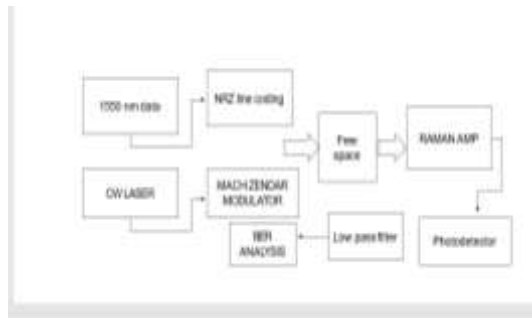 1550 nm data
NRZ line coding
Free
space
RAMAN AMP
CW LASER
MACH ZENDAR
MODULATOR
BER
ANALYSIS
Low pass filter
Photodetector